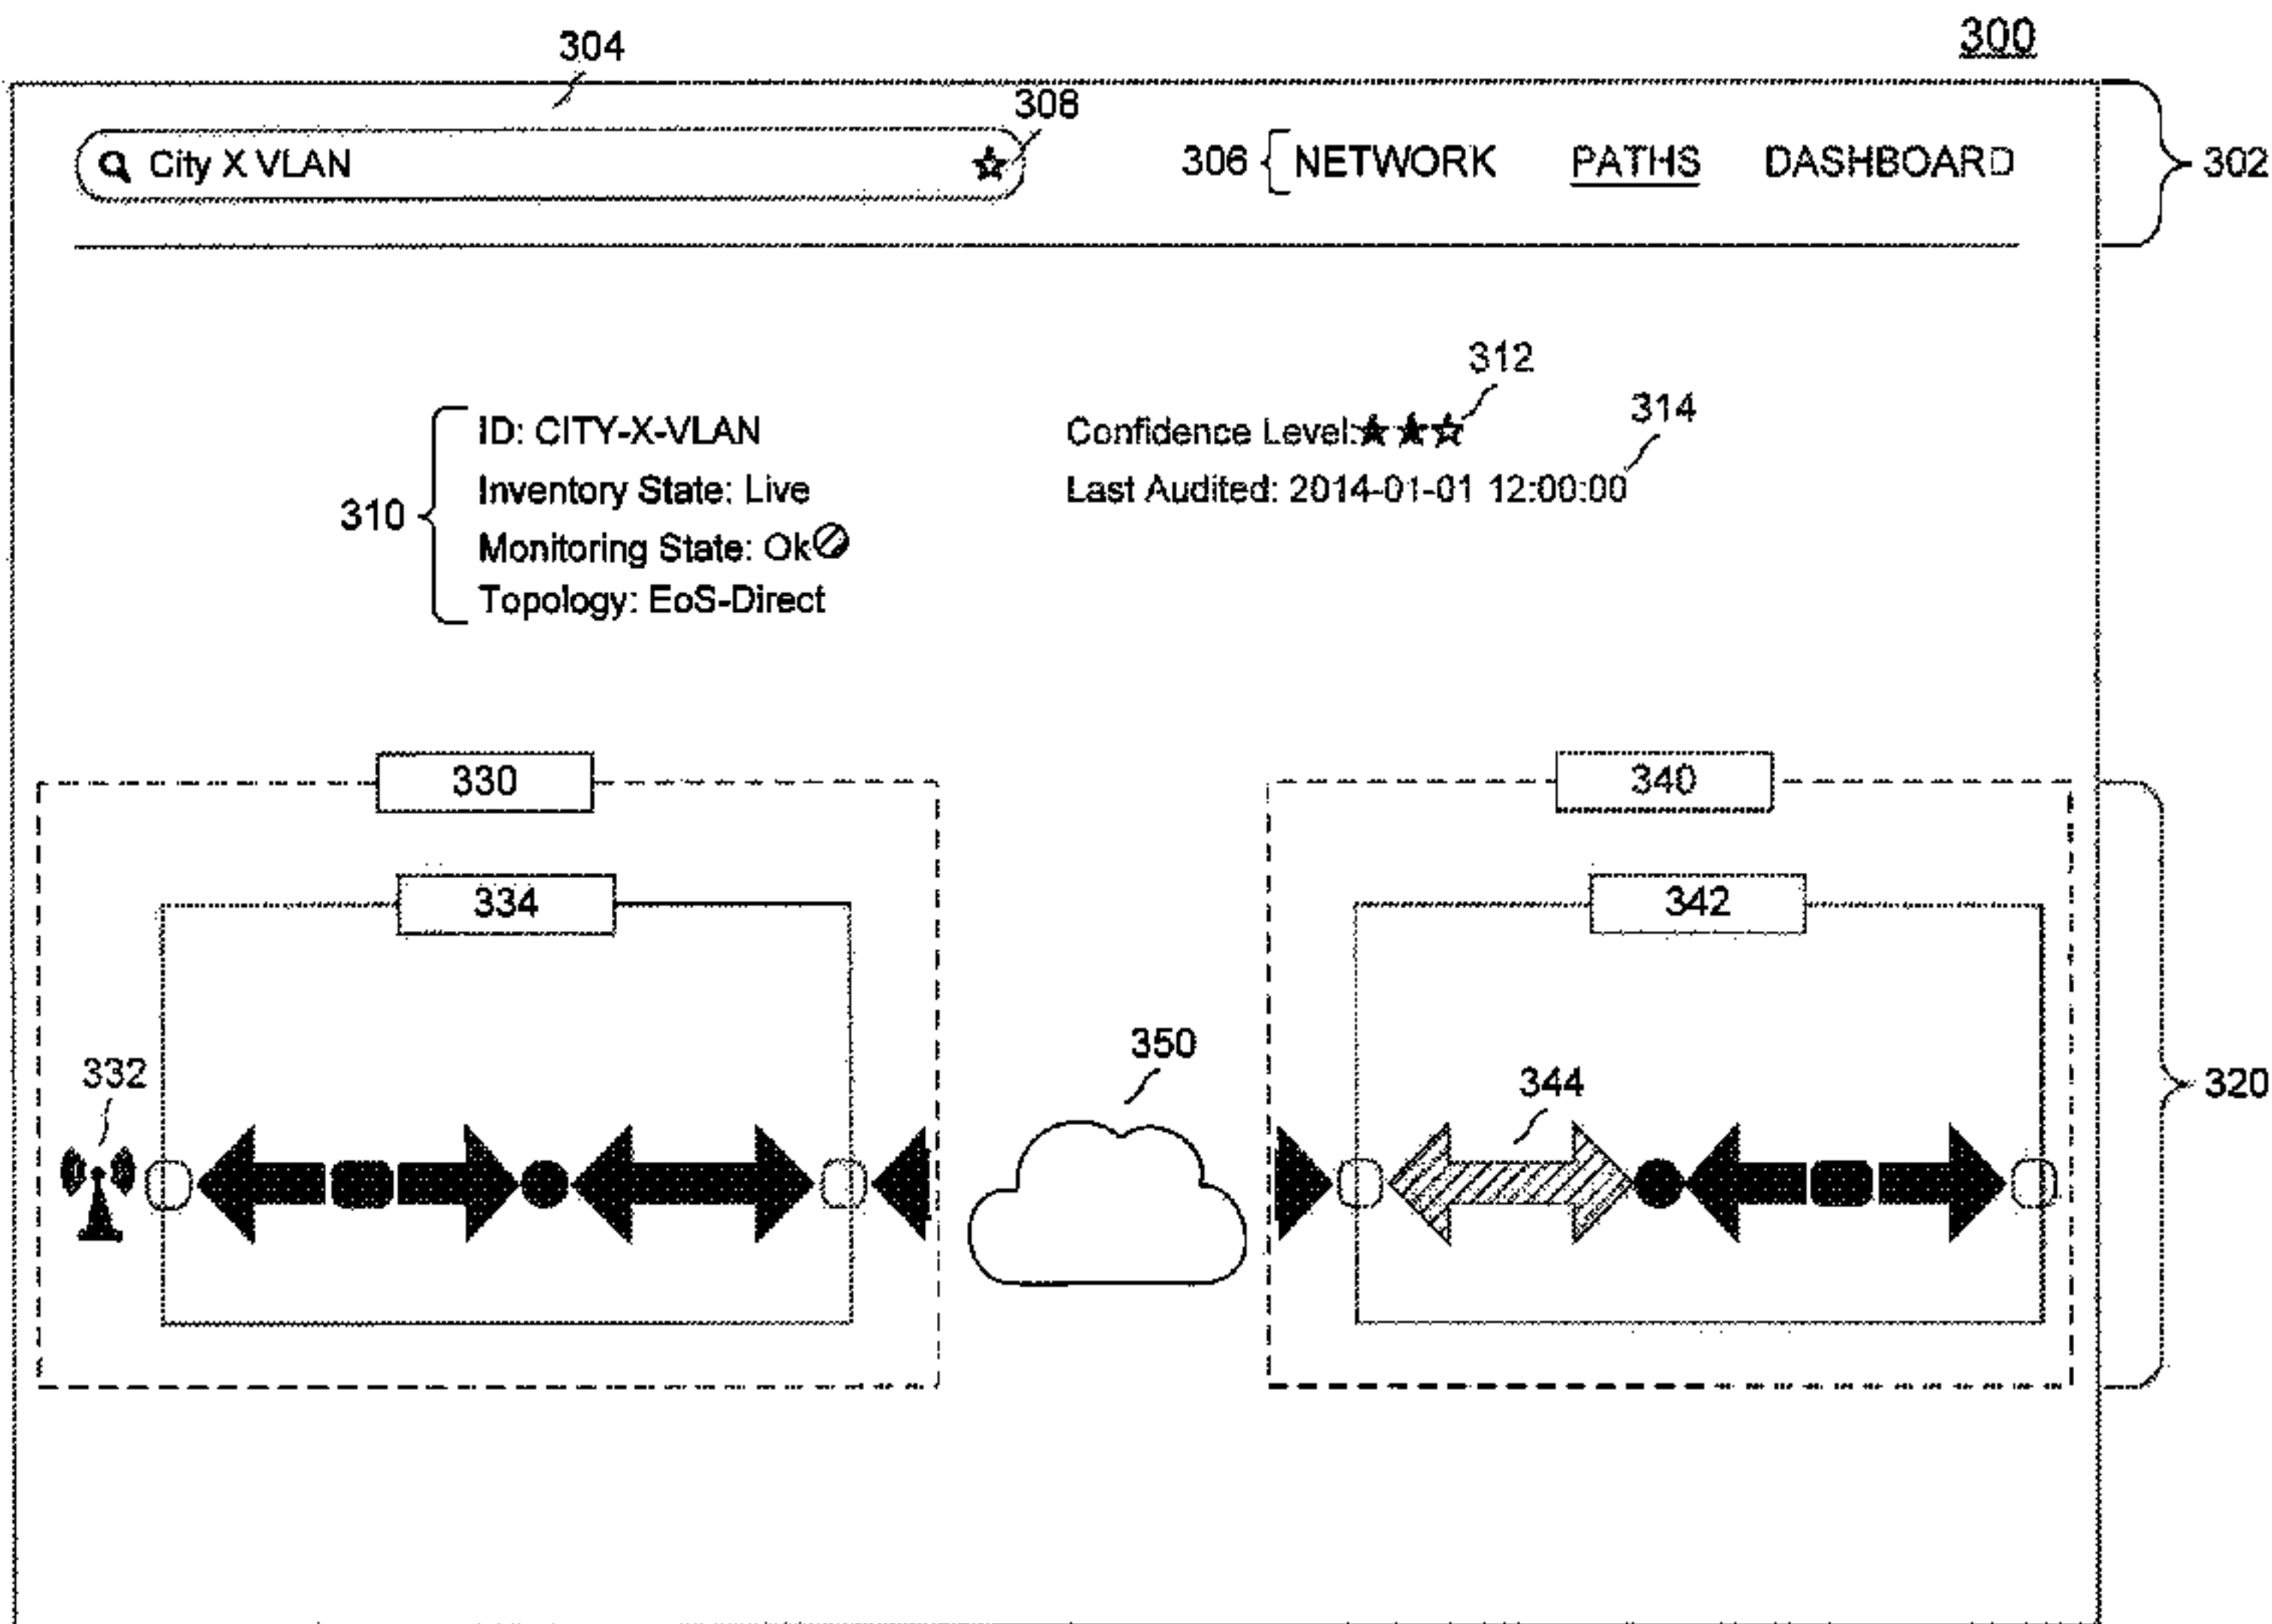 300
304
308
City X VLAN
306 NETWORK PATHS DASHBOARD
302
312
314
ID: CITY-X-VLAN
Confidence Level:
Inventory State: Live
Last Audited: 2014-01-01 12:00:00
310
Monitoring State: Ok
Topology: EoS-Direct
330
340
334
342
350
332
344
320